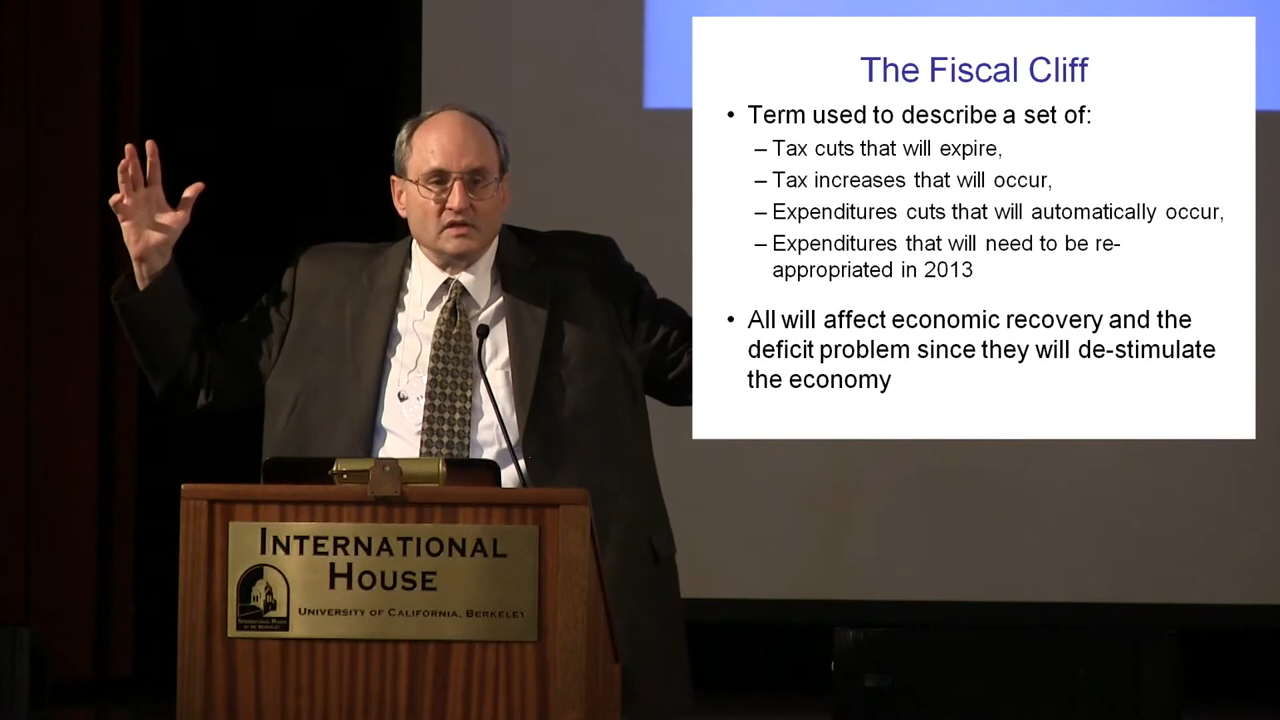 The Fiscal Cliff
• Term used to describe a set of:
– Tax cuts that will expire,
– Tax increases that will occur,
– Expenditures cuts that will automatically occur,
– Expenditures that will need to be re-
appropriated in 2013
• All will affect economic recovery and the
deficit problem since they will de-stimulate
the economy
INTERNATIONAL
HOUSE
UNIVERSITY OF CALIFORNIA, BERKELEY